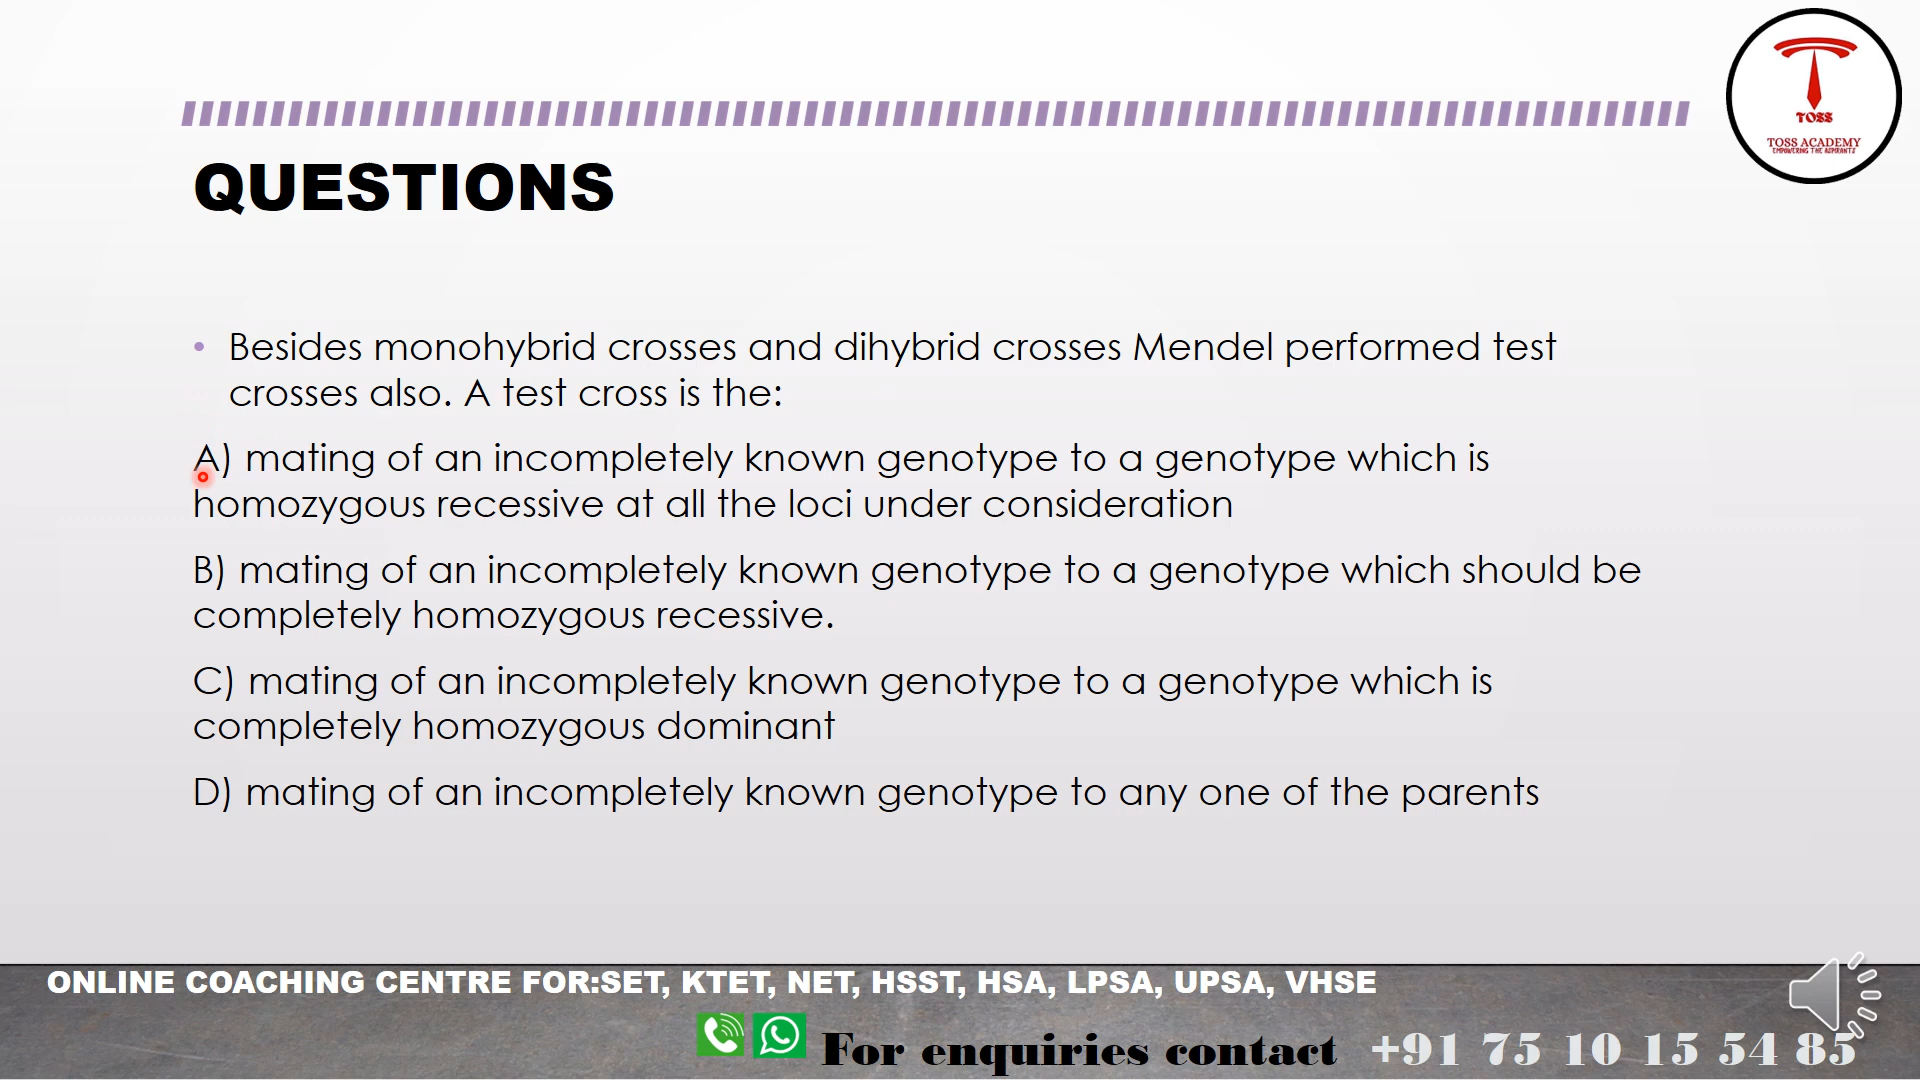 TOSS
TOSS ACADEMY
EMPOWERING THE ASPIRANTS
QUESTIONS
• Besides monohybrid crosses and dihybrid crosses Mendel performed test
crosses also. A test cross is the:
A) mating of an incompletely known genotype to a genotype which is
homozygous recessive at all the loci under consideration
B) mating of an incompletely known genotype to a genotype which should be
completely homozygous recessive.
C) mating of an incompletely known genotype to a genotype which is
completely homozygous dominant
D) mating of an incompletely known genotype to any one of the parents
ONLINE COACHING CENTRE FOR:SET, KTET, NET, HSST, HSA, LPSA, UPSA, VHSE
For enquiries contact +91 75 10 15 54 85